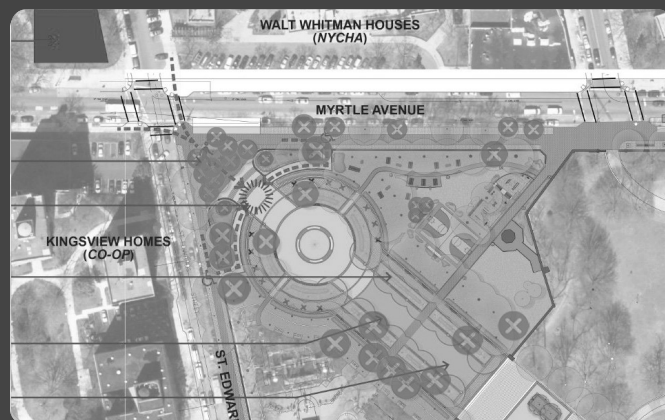 WALT WHITMAN HOUSES
(NYCHA)
MYRTLE AVENUE
KINGSVIEW HOMES
(CO-OP)
ST. EDWAR